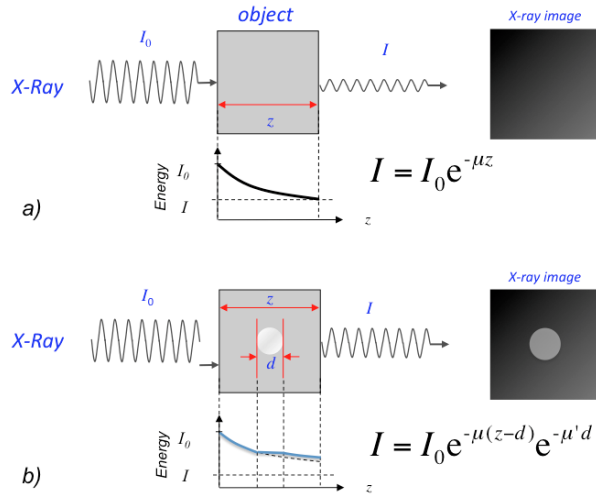 object
I₀
I
X-Ray
z
X-ray image
Energy
I₀
I
z
I = I₀e^{-μz}
a)
X-ray image
I₀
z
I
X-Ray
d
Energy
I₀
I
z
I = I₀e^{-μ(z-d)}e^{-μ'd}
b)